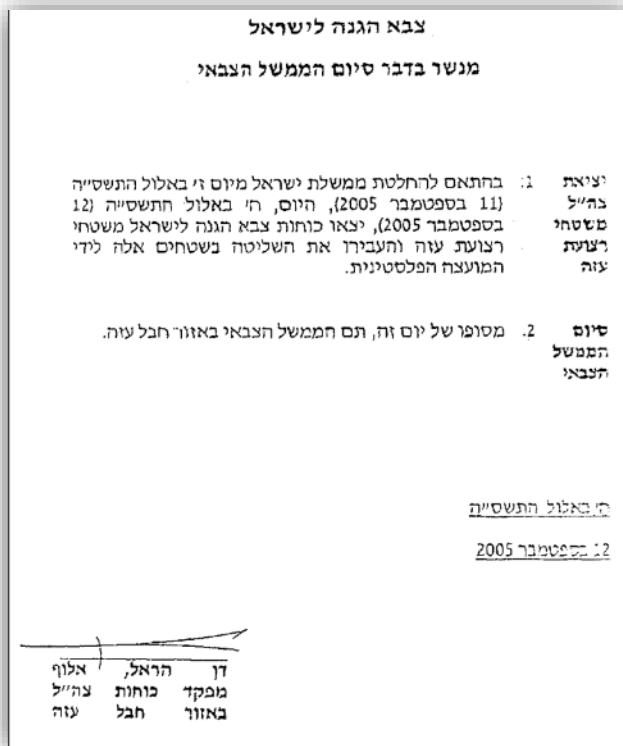 צבא הגנה לישראל
מנשר בדבר סיום הממשל הצבאי
יציאת צה"ל משטחי רצועת עזה
1. בהתאם להחלטת ממשלת ישראל מיום ז' באלול התשס"ה
(11 בספטמבר 2005), היום, ח' באלול התשס"ה (12
בספטמבר 2005), יצאו כוחות צבא הגנה לישראל משטחי
רצועת עזה והעבירו את השליטה בשטחים אלה לידי
המועצה הפלסטינית.
סיום הממשל הצבאי
2. מסופו של יום זה, תם הממשל הצבאי באזור חבל עזה.
ח' באלול התשס"ה
12 בספטמבר 2005
דן הראל, אלוף
מפקד כוחות צה"ל
באזור חבל עזה